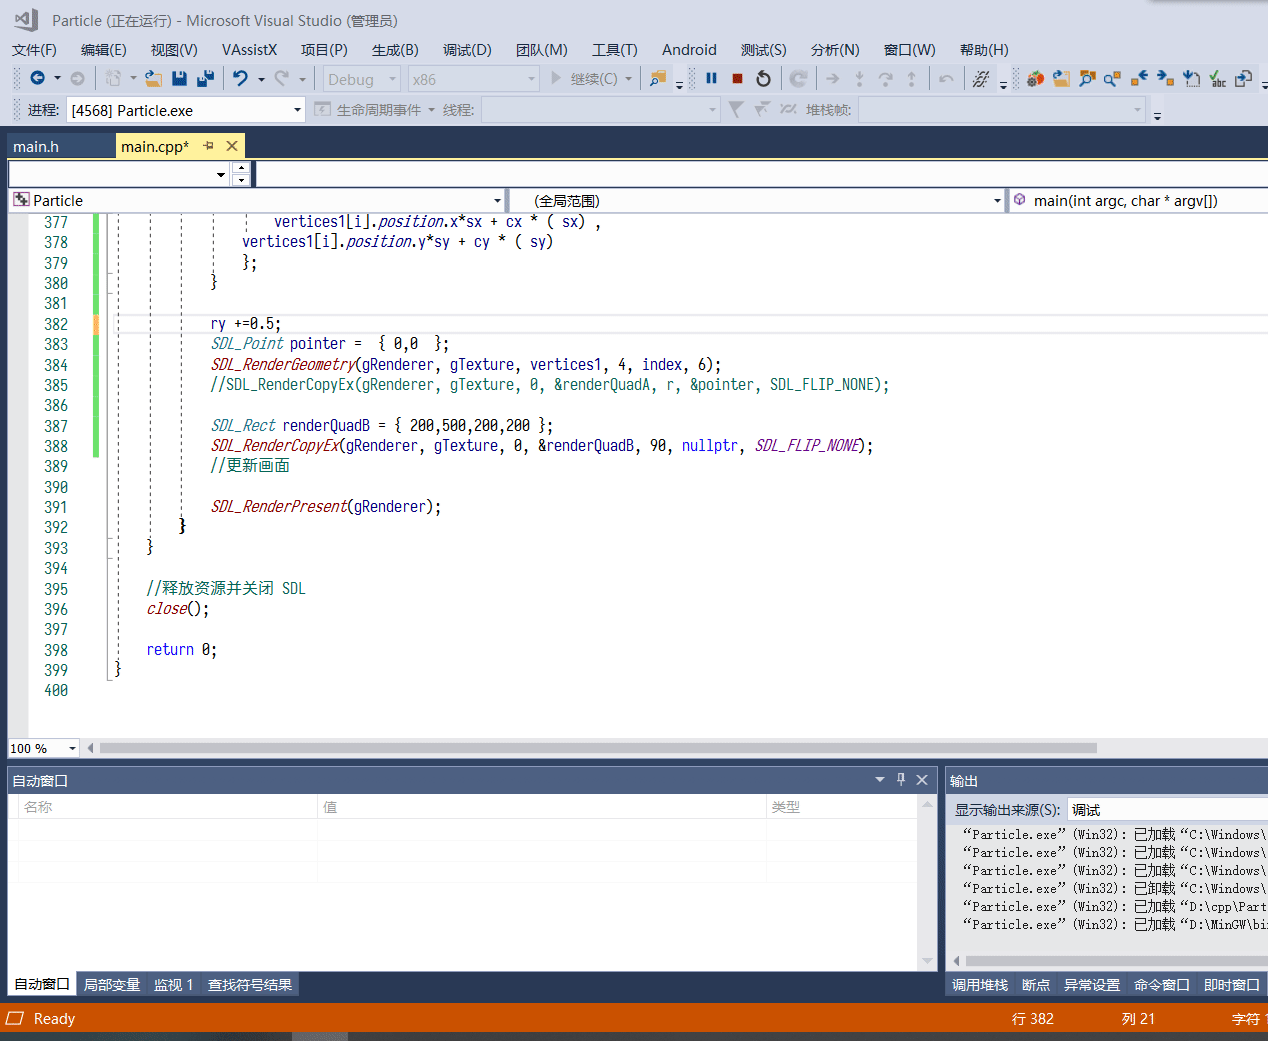 Particle (正在运行) - Microsoft Visual Studio (管理员)
文件(F) 编辑(E) 视图(V) VAssistX 项目(P) 生成(B) 调试(D) 团队(M) 工具(T) Android 测试(S) 分析(N) 窗口(W) 帮助(H)
Debug x86 继续(C)
进程: [4568] Particle.exe 生命周期事件 线程: 堆栈帧:
main.h main.cpp*
Particle (全局范围) main(int argc, char * argv[])
377 vertices1[i].position.x*sx + cx * ( sx) ,
378 vertices1[i].position.y*sy + cy * ( sy)
379 };
380 }
381
382 ry +=0.5;
383 SDL_Point pointer = { 0,0 };
384 SDL_RenderGeometry(gRenderer, gTexture, vertices1, 4, index, 6);
385 //SDL_RenderCopyEx(gRenderer, gTexture, 0, &renderQuadA, r, &pointer, SDL_FLIP_NONE);
386
387 SDL_Rect renderQuadB = { 200,500,200,200 };
388 SDL_RenderCopyEx(gRenderer, gTexture, 0, &renderQuadB, 90, nullptr, SDL_FLIP_NONE);
389 //更新画面
390
391 SDL_RenderPresent(gRenderer);
392 }
393 }
394
395 //释放资源并关闭 SDL
396 close();
397
398 return 0;
399 }
400
100 %
自动窗口
名称 值 类型
自动窗口 局部变量 监视 1 查找符号结果
输出
显示输出来源(S): 调试
“Particle.exe”(Win32): 已加载“C:\Windows\
“Particle.exe”(Win32): 已加载“C:\Windows\
“Particle.exe”(Win32): 已加载“C:\Windows\
“Particle.exe”(Win32): 已卸载“C:\Windows\
“Particle.exe”(Win32): 已加载“D:\cpp\Part
“Particle.exe”(Win32): 已加载“D:\MinGW\bin
调用堆栈 断点 异常设置 命令窗口 即时窗口
Ready 行 382 列 21 字符 1